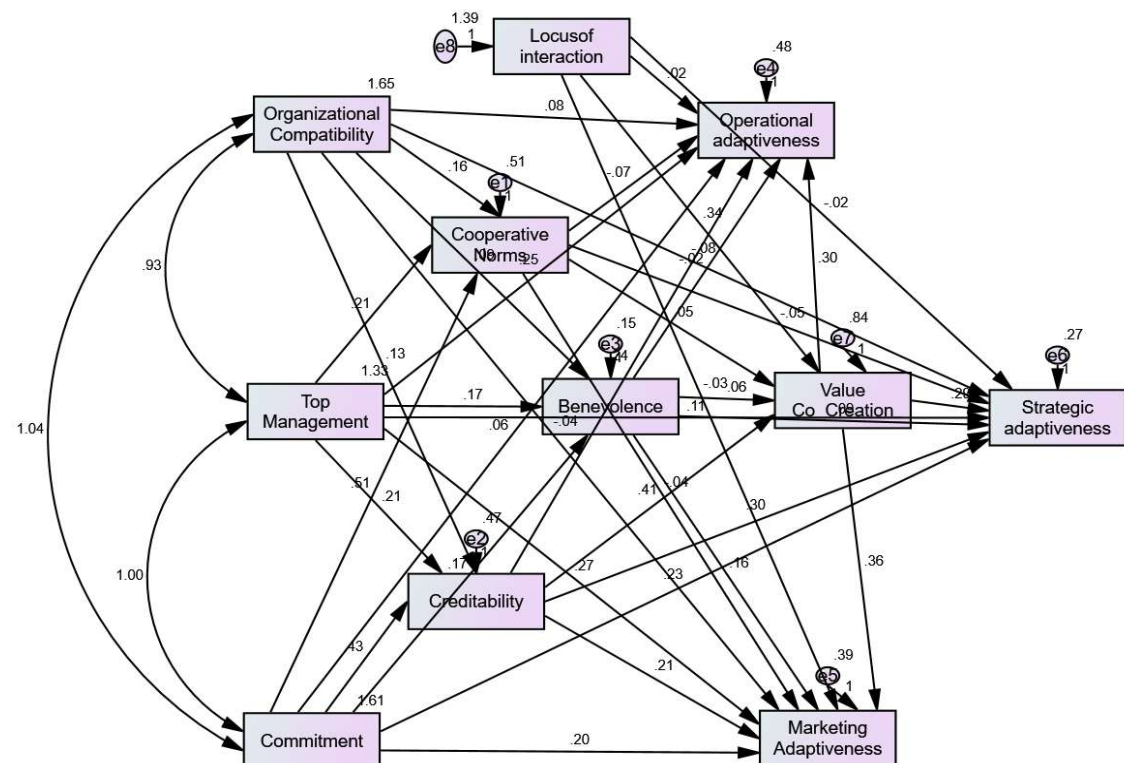 1.39
1
e8
Locusof
interaction
.48
e4
1
.02
1.65
Organizational
Compatibility
.08
Operational
adaptiveness
.16
.51
-.07
e1
1
-.02
Cooperative
Norms
.25
.34
-.08
-.02
.30
.93
.21
.13
1.33
.15
e3
.05
-.05
.84
e7
1
.27
e6
1
Top
Management
.17
Benevolence
-.03
.06
.11
Value
Co_Creation
.29
Strategic
adaptiveness
1.04
.06
-.04
.51
.21
.47
.41
-.04
.30
e2
1
1.00
.17
Creditability
.27
.23
.16
.36
.43
.21
.39
e5
1
1.61
Commitment
.20
Marketing
Adaptiveness